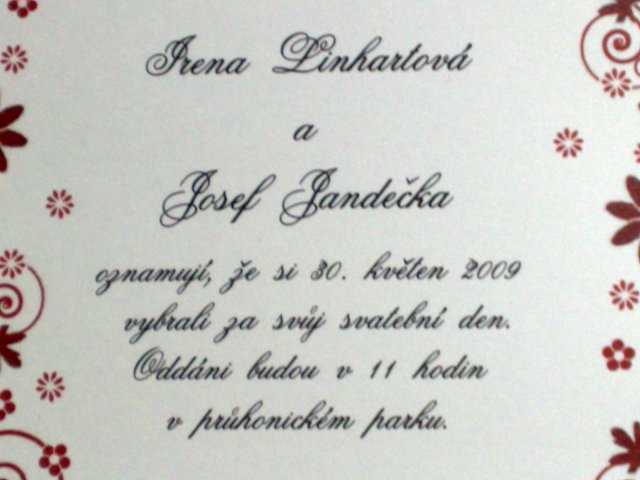 Irena Linhartová
a
Josef Jandečka
oznamují, že si 30. květen 2009
vybrali za svůj svatební den.
Oddáni budou v 11 hodin
v průhonickém parku.